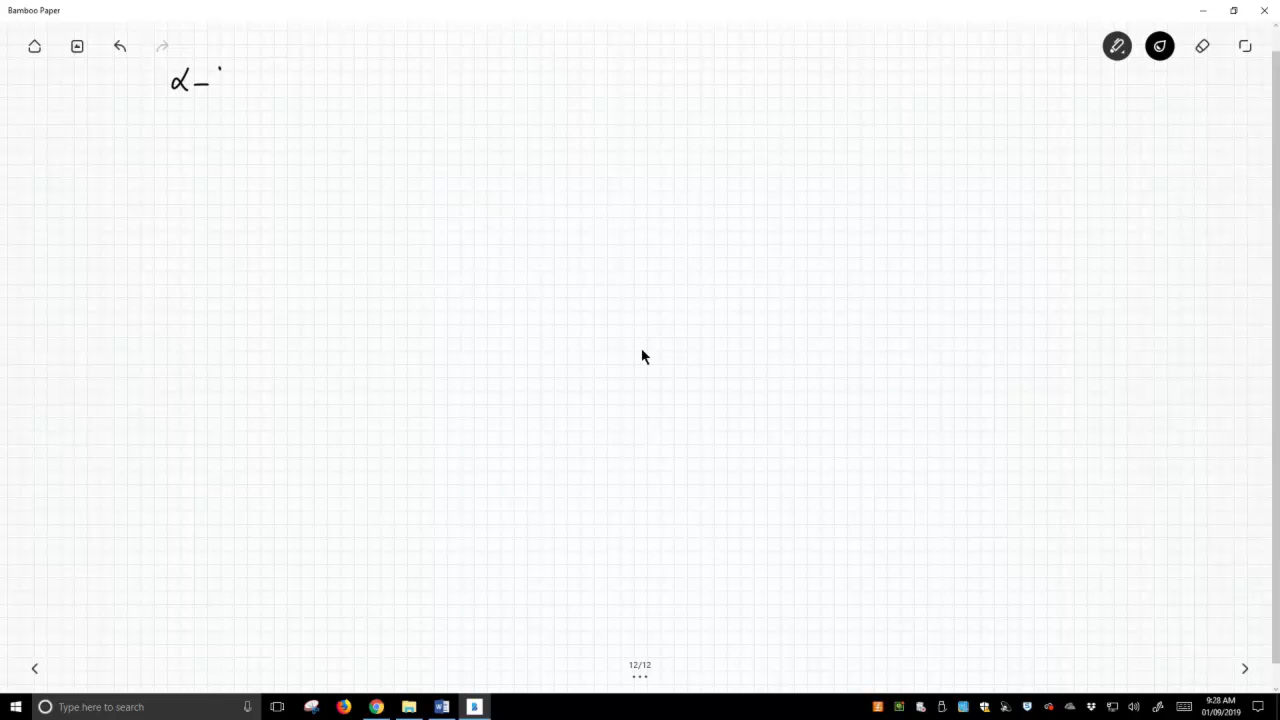 Bamboo Paper
α –
12/12
Type here to search
9:28 AM
01/09/2019